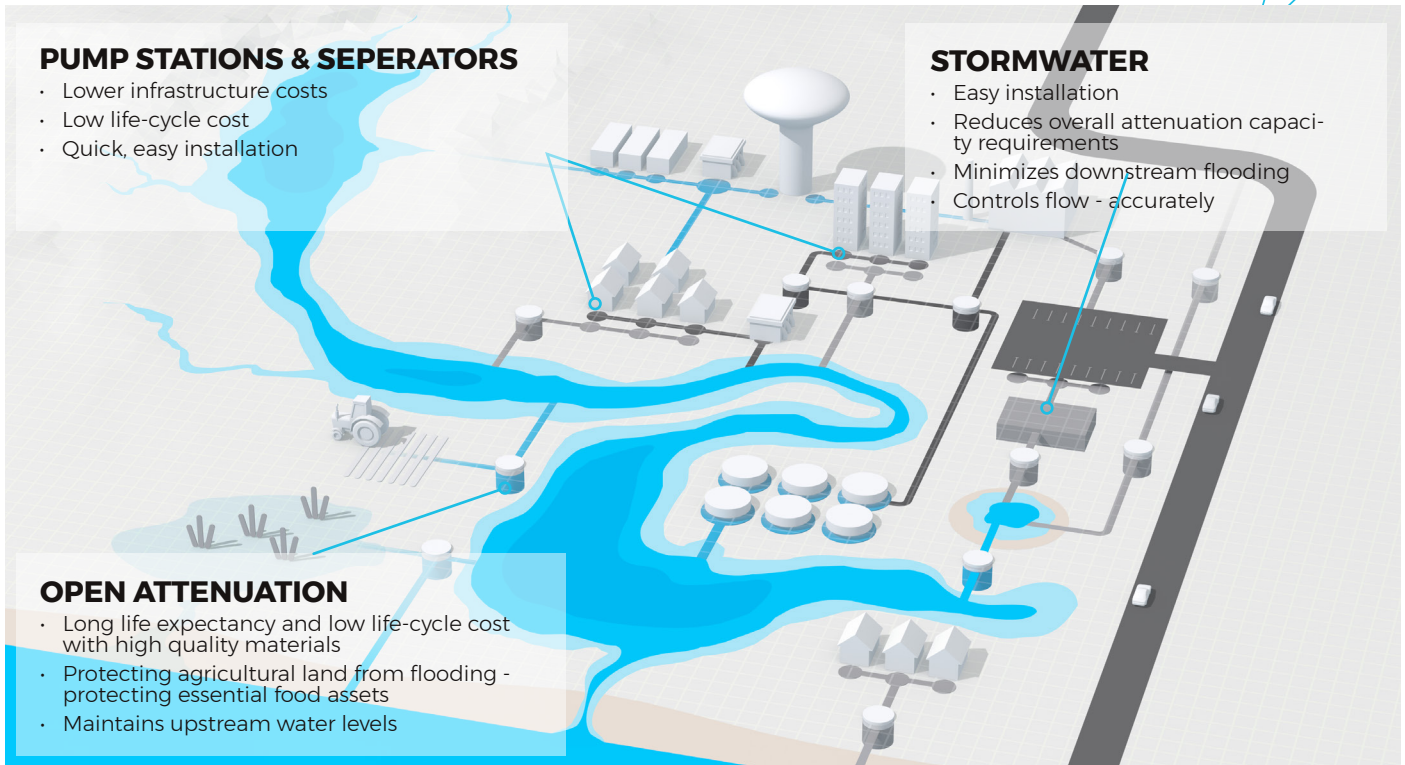 PUMP STATIONS & SEPERATORS
• Lower infrastructure costs
• Low life-cycle cost
• Quick, easy installation
STORMWATER
• Easy installation
• Reduces overall attenuation capaci-
ty requirements
• Minimizes downstream flooding
• Controls flow - accurately
OPEN ATTENUATION
• Long life expectancy and low life-cycle cost
with high quality materials
• Protecting agricultural land from flooding -
protecting essential food assets
• Maintains upstream water levels